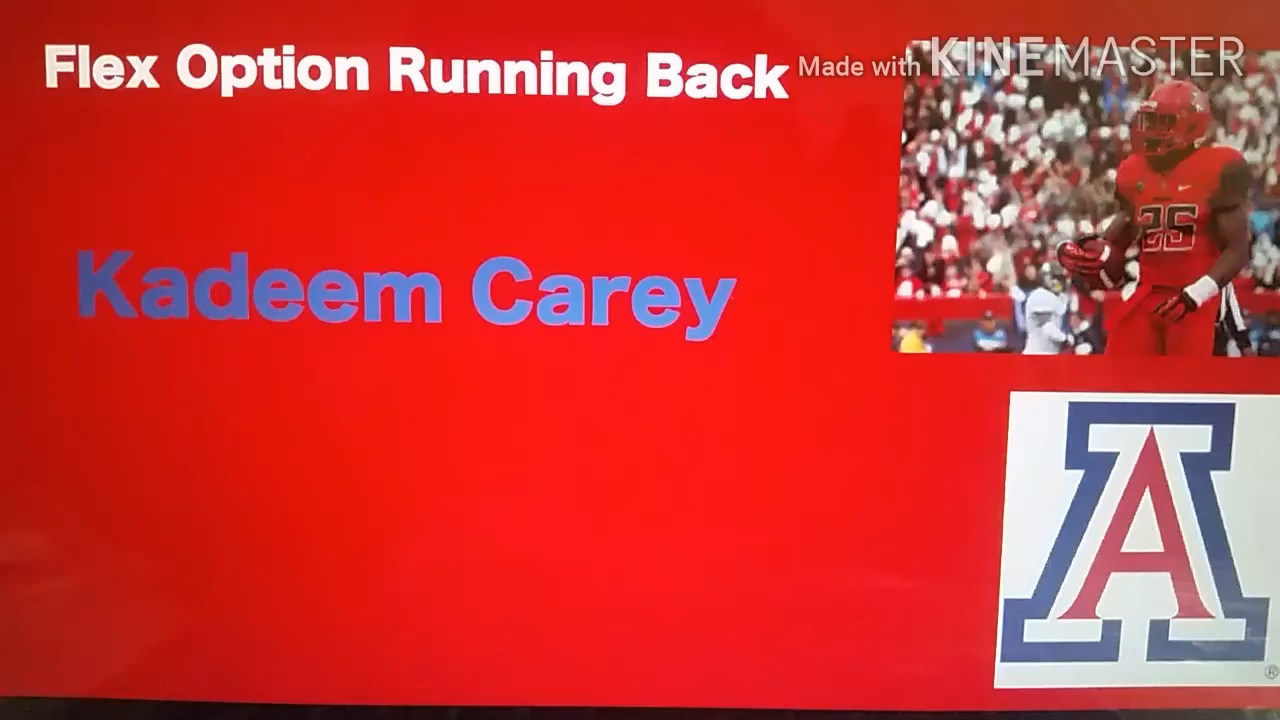 Flex Option Running Back
Made with KINEMASTER
25
Kadeem Carey
A
®